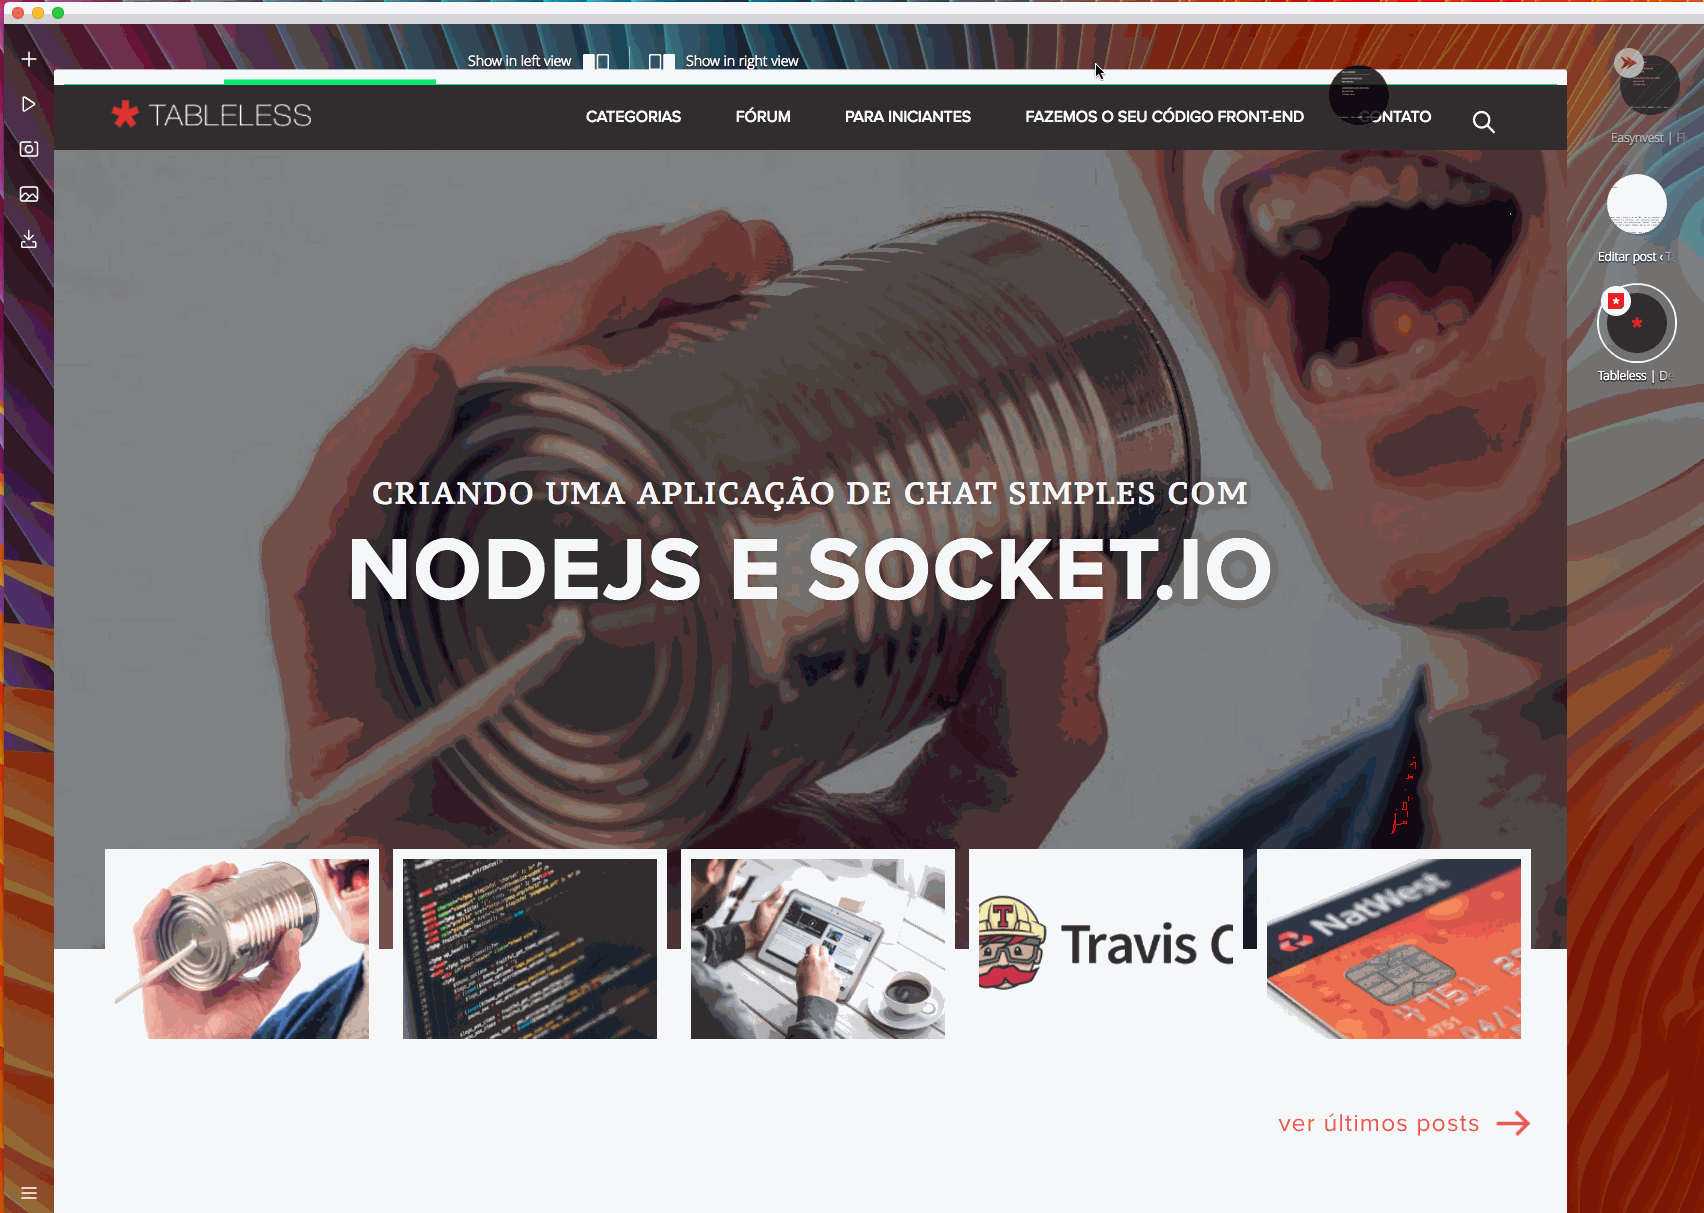 Show in left view
Show in right view
TABLELESS
CATEGORIAS
FÓRUM
PARA INICIANTES
FAZEMOS O SEU CÓDIGO FRONT-END
CONTATO
Easynvest | Fi
Editar post ‹ T
Tableless | De
CRIANDO UMA APLICAÇÃO DE CHAT SIMPLES COM
NODEJS E SOCKET.IO
T
Travis C
NatWest
ver últimos posts